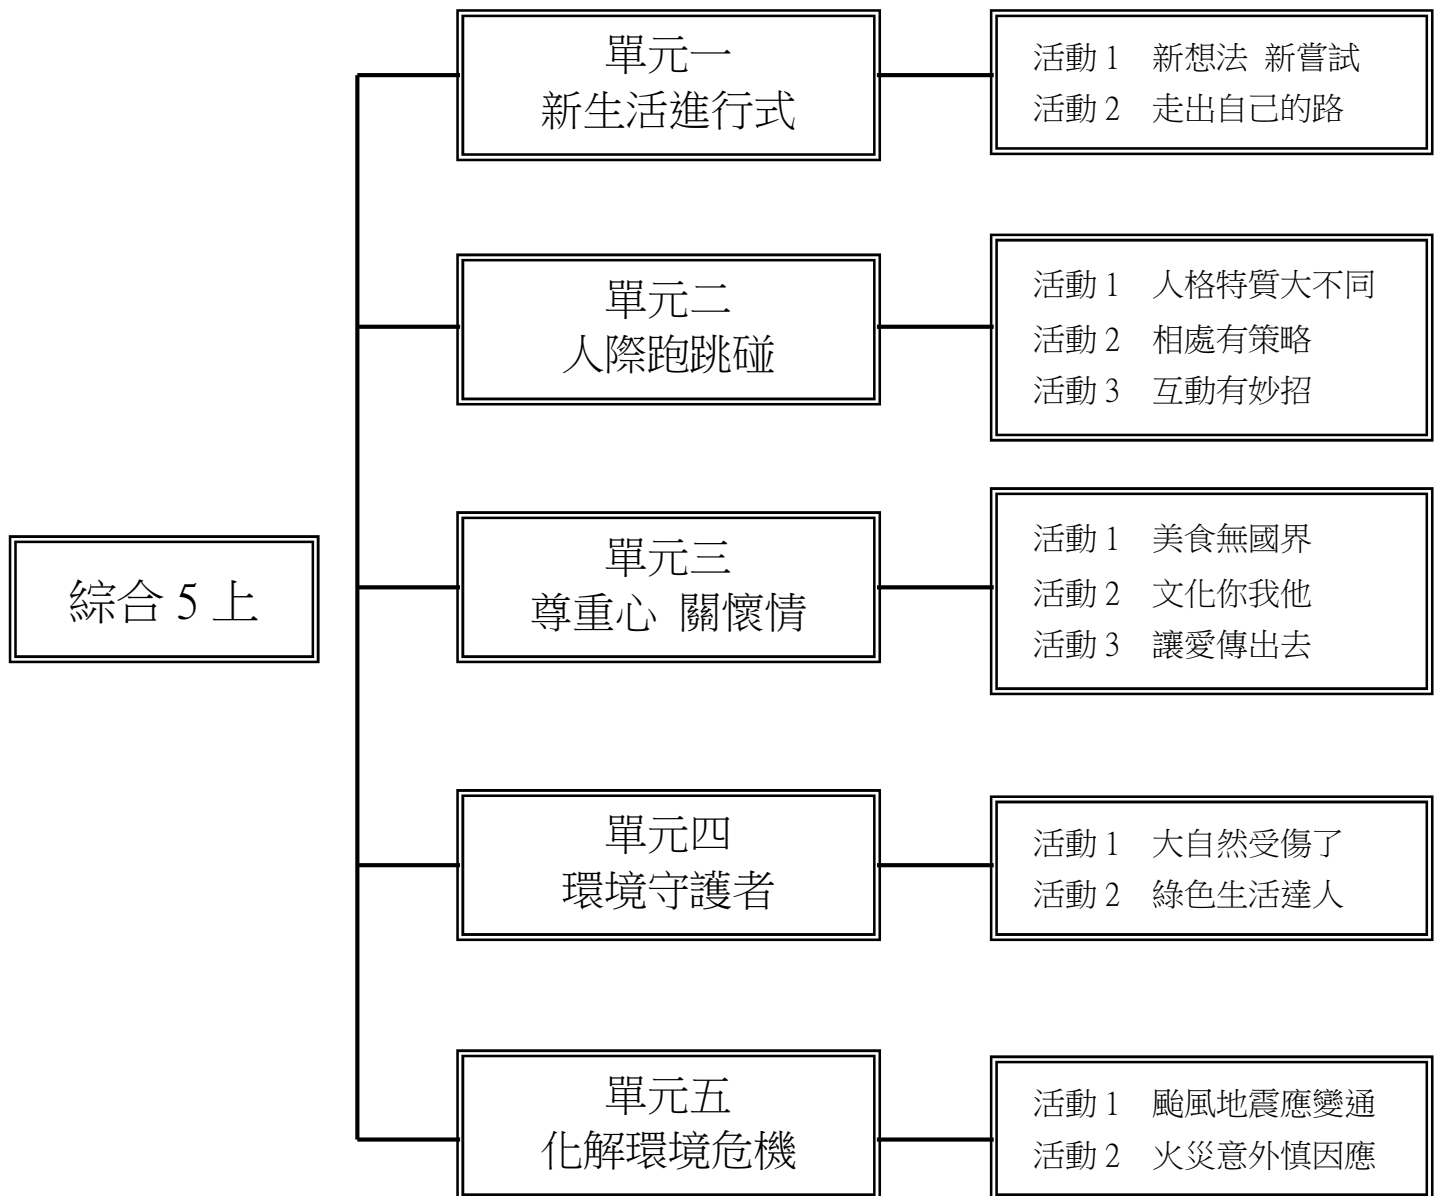 綜合 5 上
單元一
新生活進行式
活動 1 新想法 新嘗試
活動 2 走出自己的路
單元二
人際跑跳碰
活動 1 人格特質大不同
活動 2 相處有策略
活動 3 互動有妙招
單元三
尊重心 關懷情
活動 1 美食無國界
活動 2 文化你我他
活動 3 讓愛傳出去
單元四
環境守護者
活動 1 大自然受傷了
活動 2 綠色生活達人
單元五
化解環境危機
活動 1 颱風地震應變通
活動 2 火災意外慎因應